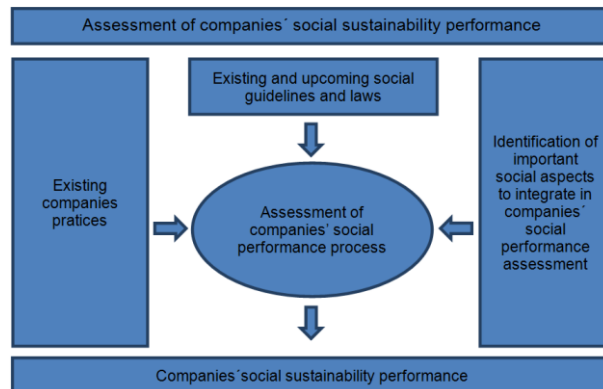 Assessment of companies´ social sustainability performance
Existing and upcoming social
guidelines and laws
Existing
companies
pratices
Assessment of
companies’ social
performance process
Identification of
important
social aspects
to integrate in
companies´
social
performance
assessment
Companies´social sustainability performance